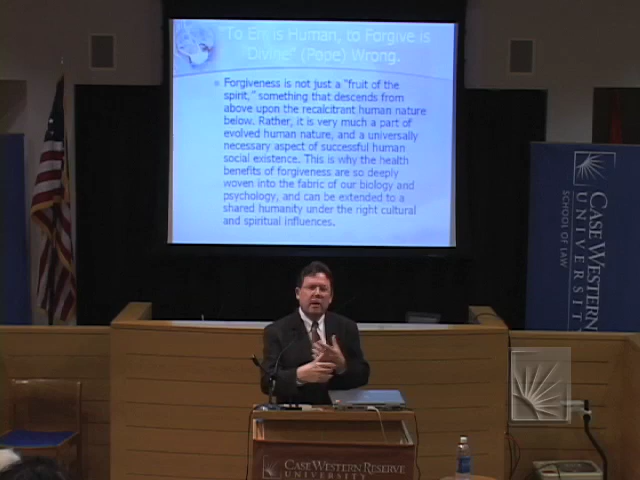 "To Err is Human, to Forgive is
Divine" (Pope) Wrong.
Forgiveness is not just a "fruit of the
spirit," something that descends from
above upon the recalcitrant human nature
below. Rather, it is very much a part of
evolved human nature, and a universally
necessary aspect of successful human
social existence. This is why the health
benefits of forgiveness are so deeply
woven into the fabric of our biology and
psychology, and can be extended to a
shared humanity under the right cultural
and spiritual influences.
CASE WESTERN
UNIVERSITY
SCHOOL OF LAW
CASE WESTERN RESERVE
UNIVERSITY